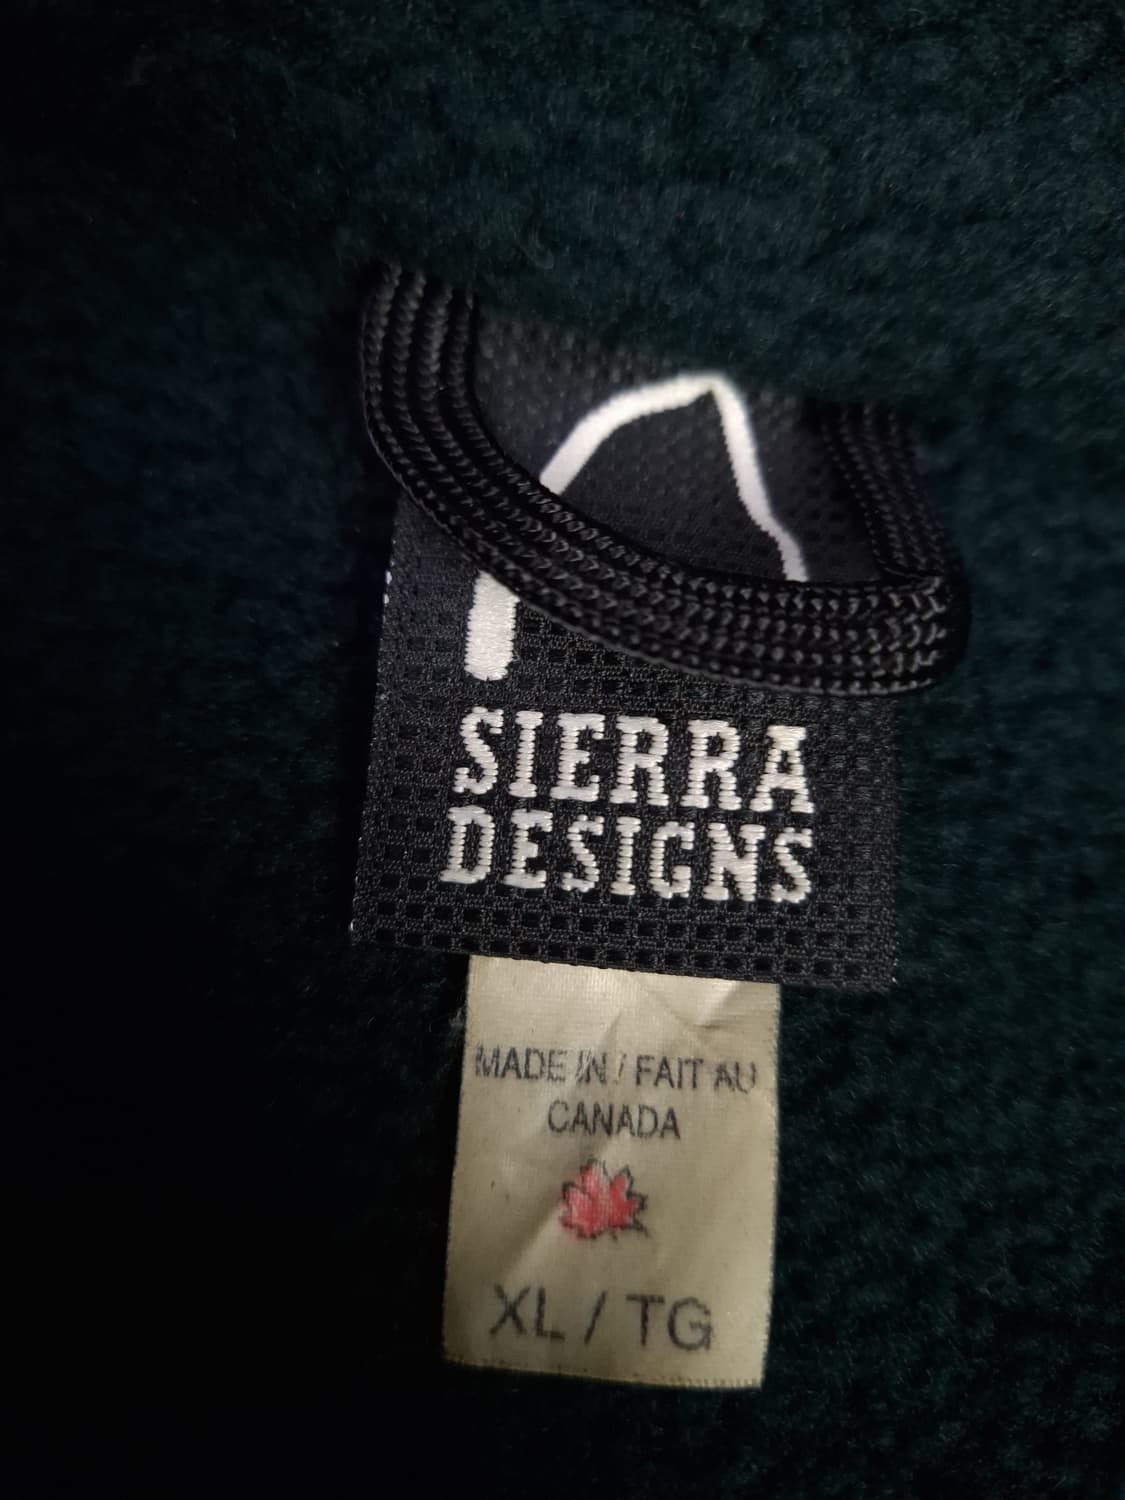 SIERRA
DESIGNS
MADE IN / FAIT AU
CANADA
XL / TG